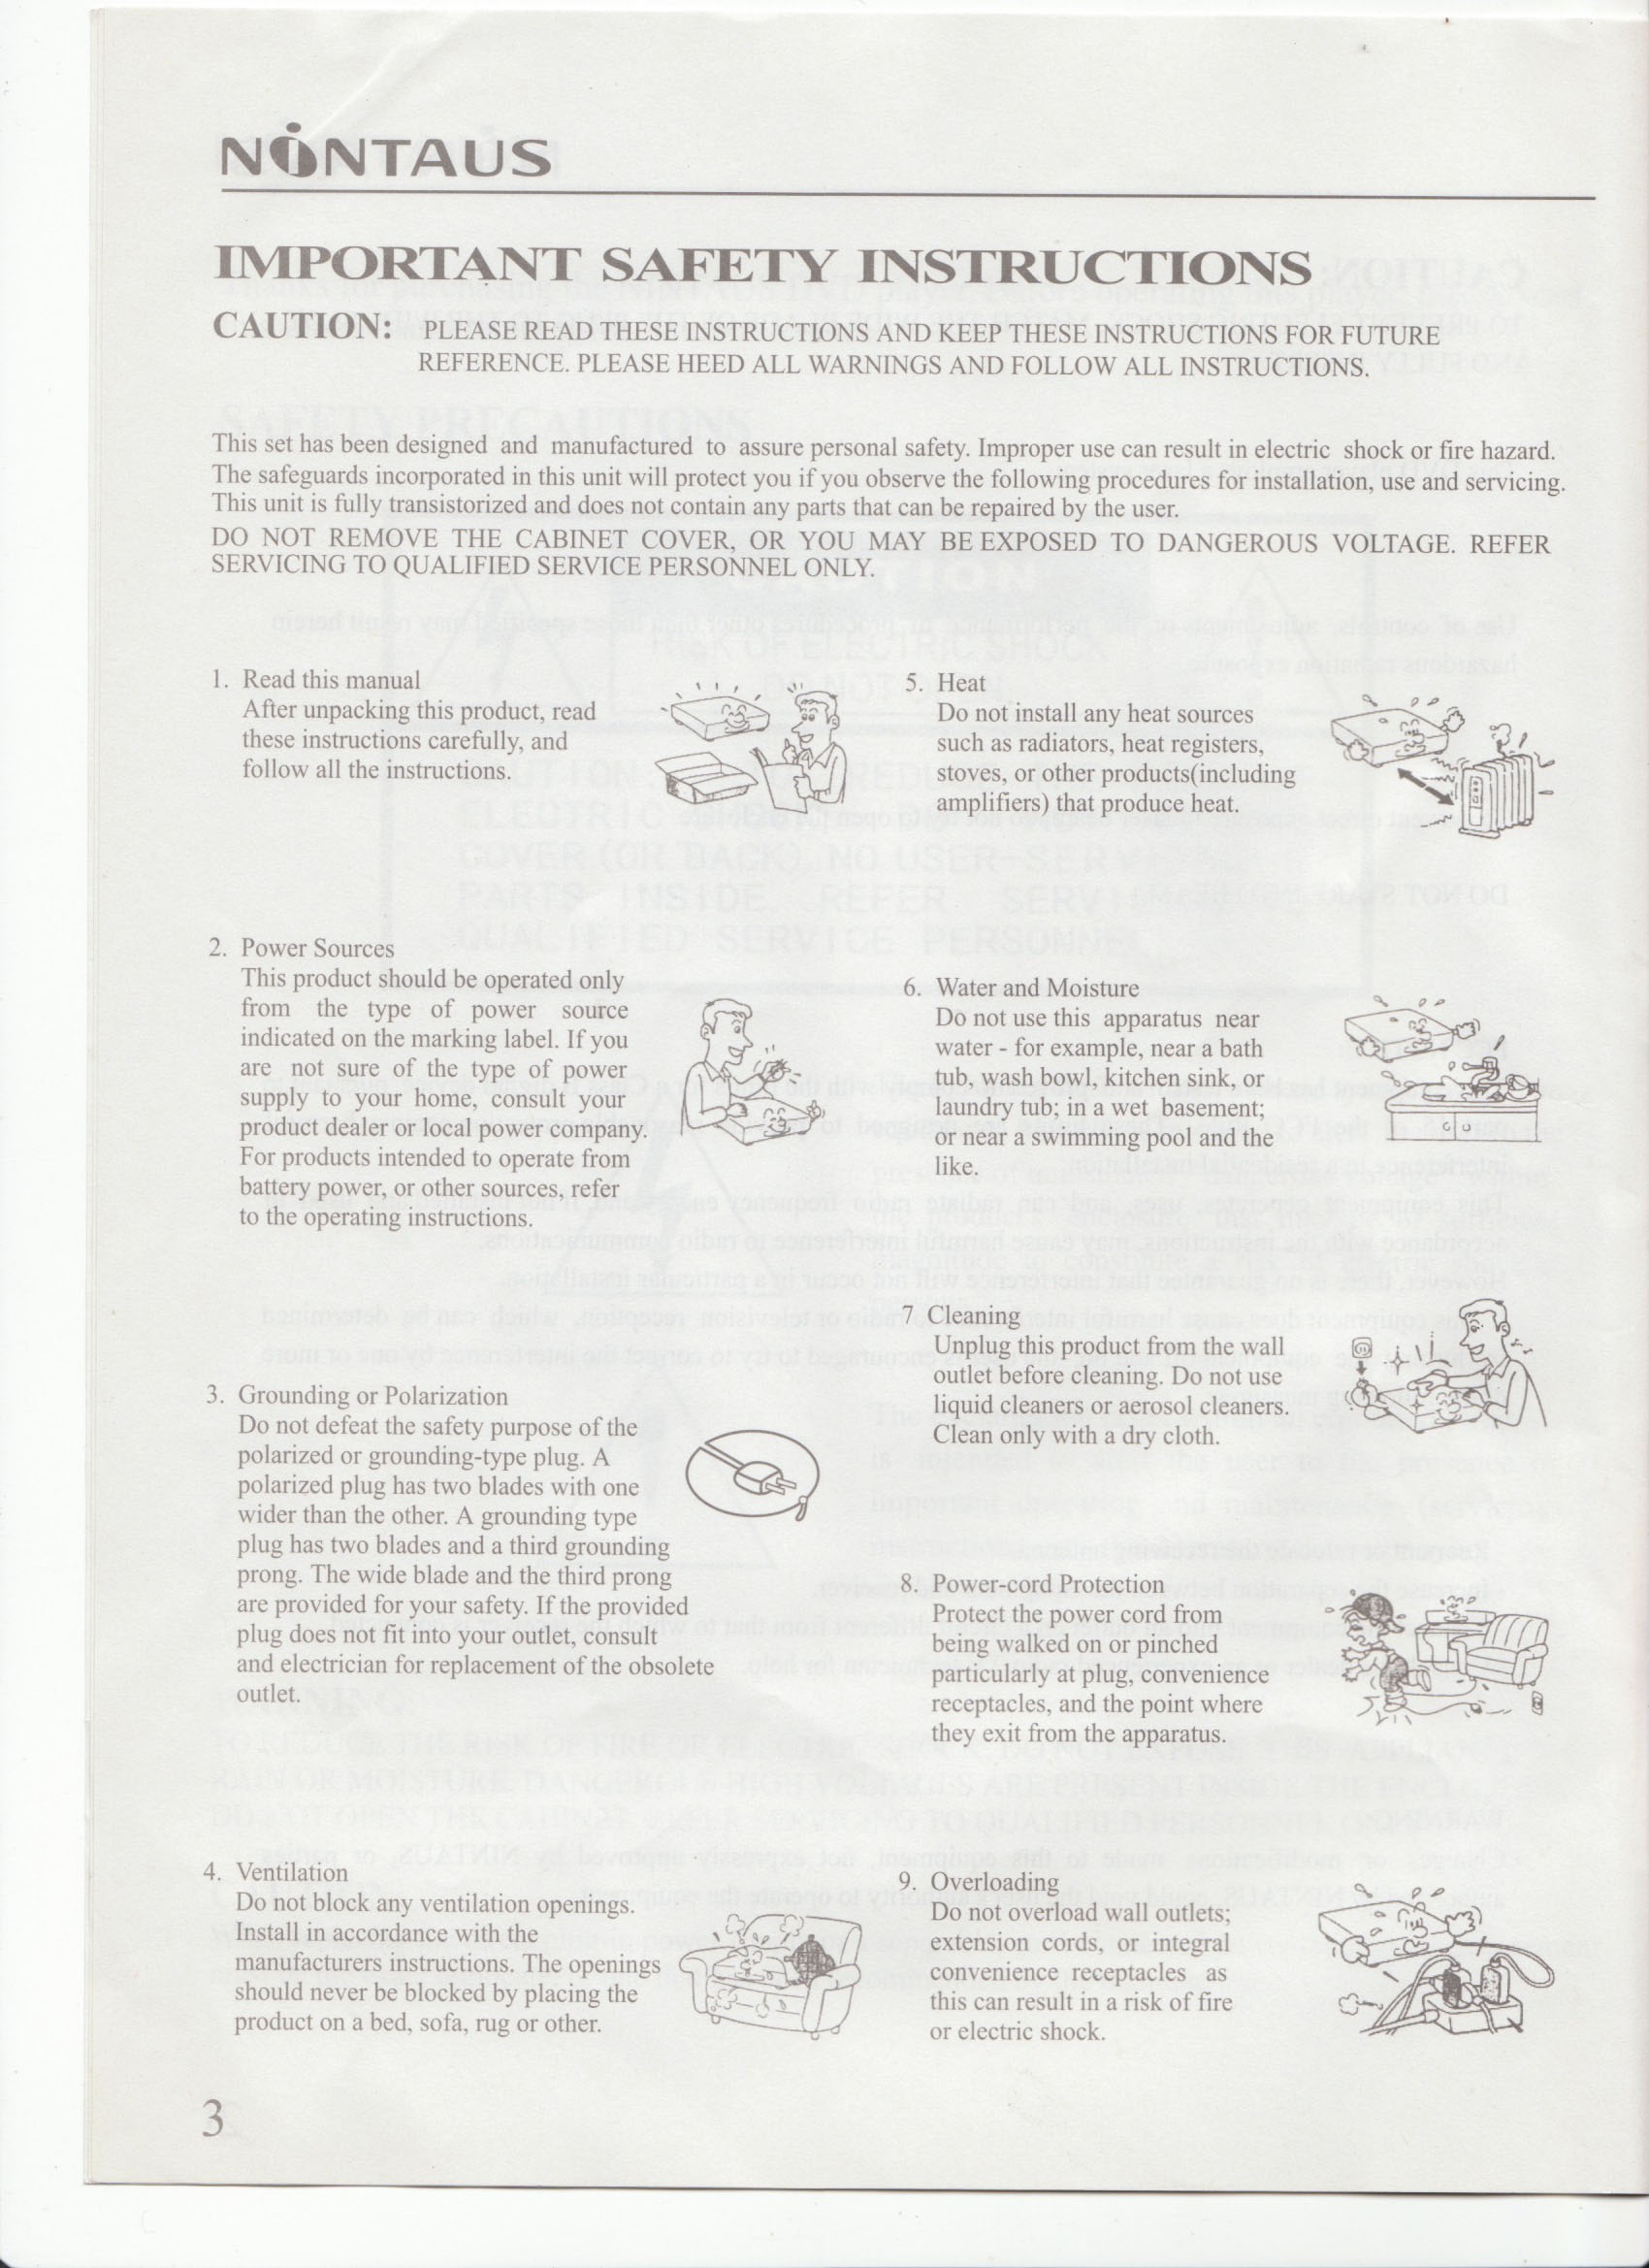 NINTAUS
IMPORTANT SAFETY INSTRUCTIONS
CAUTION: PLEASE READ THESE INSTRUCTIONS AND KEEP THESE INSTRUCTIONS FOR FUTURE
REFERENCE. PLEASE HEED ALL WARNINGS AND FOLLOW ALL INSTRUCTIONS.
This set has been designed and manufactured to assure personal safety. Improper use can result in electric shock or fire hazard.
The safeguards incorporated in this unit will protect you if you observe the following procedures for installation, use and servicing.
This unit is fully transistorized and does not contain any parts that can be repaired by the user.
DO NOT REMOVE THE CABINET COVER, OR YOU MAY BE EXPOSED TO DANGEROUS VOLTAGE. REFER
SERVICING TO QUALIFIED SERVICE PERSONNEL ONLY.
1. Read this manual
After unpacking this product, read
these instructions carefully, and
follow all the instructions.
2. Power Sources
This product should be operated only
from the type of power source
indicated on the marking label. If you
are not sure of the type of power
supply to your home, consult your
product dealer or local power company.
For products intended to operate from
battery power, or other sources, refer
to the operating instructions.
3. Grounding or Polarization
Do not defeat the safety purpose of the
polarized or grounding-type plug. A
polarized plug has two blades with one
wider than the other. A grounding type
plug has two blades and a third grounding
prong. The wide blade and the third prong
are provided for your safety. If the provided
plug does not fit into your outlet, consult
and electrician for replacement of the obsolete
outlet.
4. Ventilation
Do not block any ventilation openings.
Install in accordance with the
manufacturers instructions. The openings
should never be blocked by placing the
product on a bed, sofa, rug or other.
5. Heat
Do not install any heat sources
such as radiators, heat registers,
stoves, or other products(including
amplifiers) that produce heat.
6. Water and Moisture
Do not use this apparatus near
water - for example, near a bath
tub, wash bowl, kitchen sink, or
laundry tub; in a wet basement;
or near a swimming pool and the
like.
7 Cleaning
Unplug this product from the wall
outlet before cleaning. Do not use
liquid cleaners or aerosol cleaners.
Clean only with a dry cloth.
8. Power-cord Protection
Protect the power cord from
being walked on or pinched
particularly at plug, convenience
receptacles, and the point where
they exit from the apparatus.
9. Overloading
Do not overload wall outlets;
extension cords, or integral
convenience receptacles as
this can result in a risk of fire
or electric shock.
3